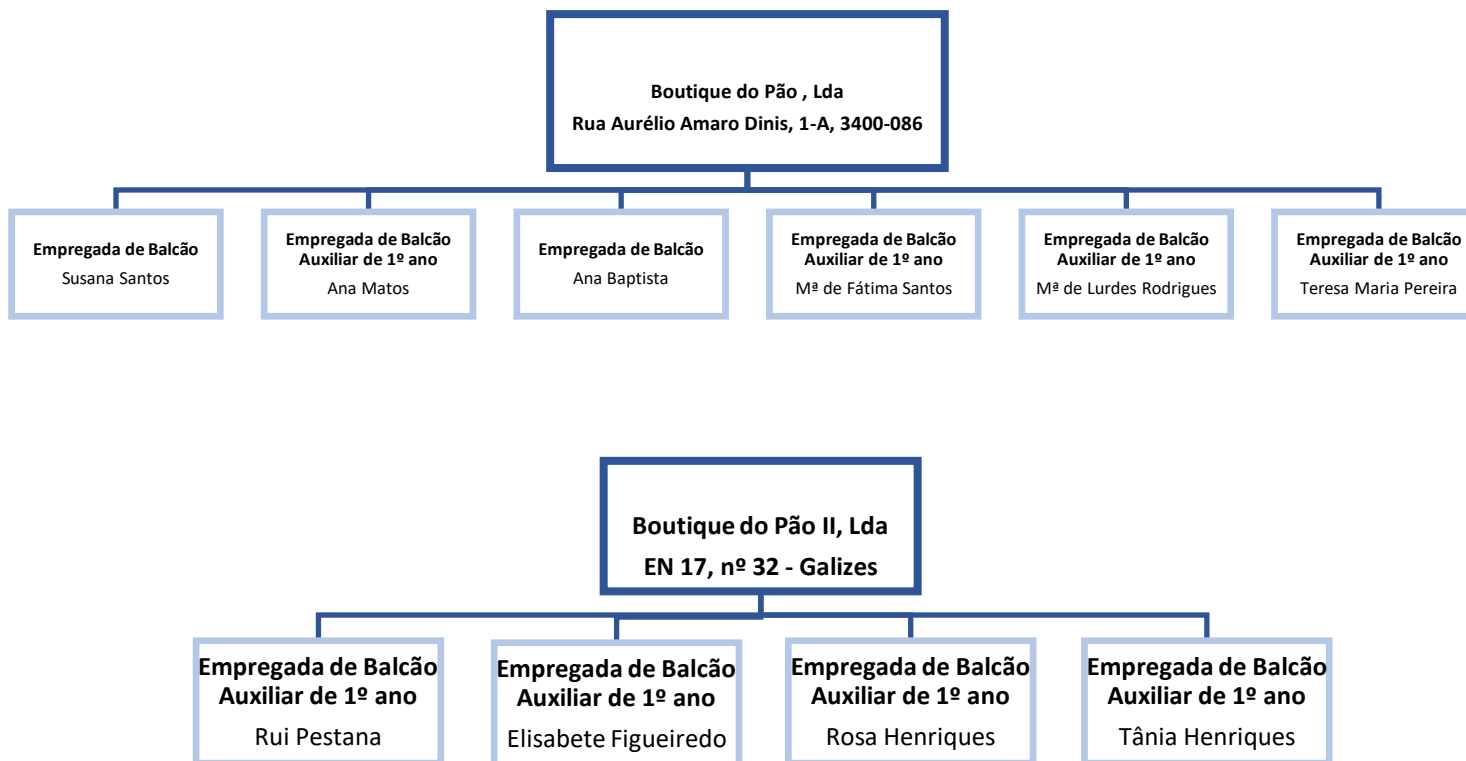 Boutique do Pão , Lda
Rua Aurélio Amaro Dinis, 1-A, 3400-086
Empregada de Balcão
Susana Santos
Empregada de Balcão
Auxiliar de 1º ano
Ana Matos
Empregada de Balcão
Ana Baptista
Empregada de Balcão
Auxiliar de 1º ano
Mª de Fátima Santos
Empregada de Balcão
Auxiliar de 1º ano
Mª de Lurdes Rodrigues
Empregada de Balcão
Auxiliar de 1º ano
Teresa Maria Pereira
Boutique do Pão II, Lda
EN 17, nº 32 - Galizes
Empregada de Balcão
Auxiliar de 1º ano
Rui Pestana
Empregada de Balcão
Auxiliar de 1º ano
Elisabete Figueiredo
Empregada de Balcão
Auxiliar de 1º ano
Rosa Henriques
Empregada de Balcão
Auxiliar de 1º ano
Tânia Henriques